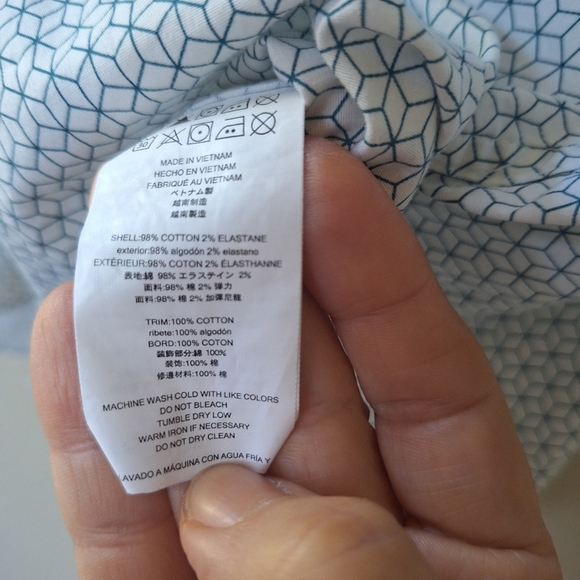 30
MADE IN VIETNAM
HECHO EN VIETNAM
FABRIQUÉ AU VIETNAM
ベトナム製
越南制造
越南製造
SHELL:98% COTTON 2% ELASTANE
exterior:98% algodón 2% elastano
EXTÉRIEUR:98% COTON 2% ÉLASTHANNE
表地:綿 98% エラステイン 2%
面料:98% 棉 2% 弹力
面料:98% 棉 2% 加彈尼龍
TRIM:100% COTTON
ribete:100% algodón
BORD:100% COTON
装飾部分:綿 100%
装饰:100% 棉
修邊材料:100% 棉
MACHINE WASH COLD WITH LIKE COLORS
DO NOT BLEACH
TUMBLE DRY LOW
WARM IRON IF NECESSARY
DO NOT DRY CLEAN
LAVADO A MÁQUINA CON AGUA FRÍA Y